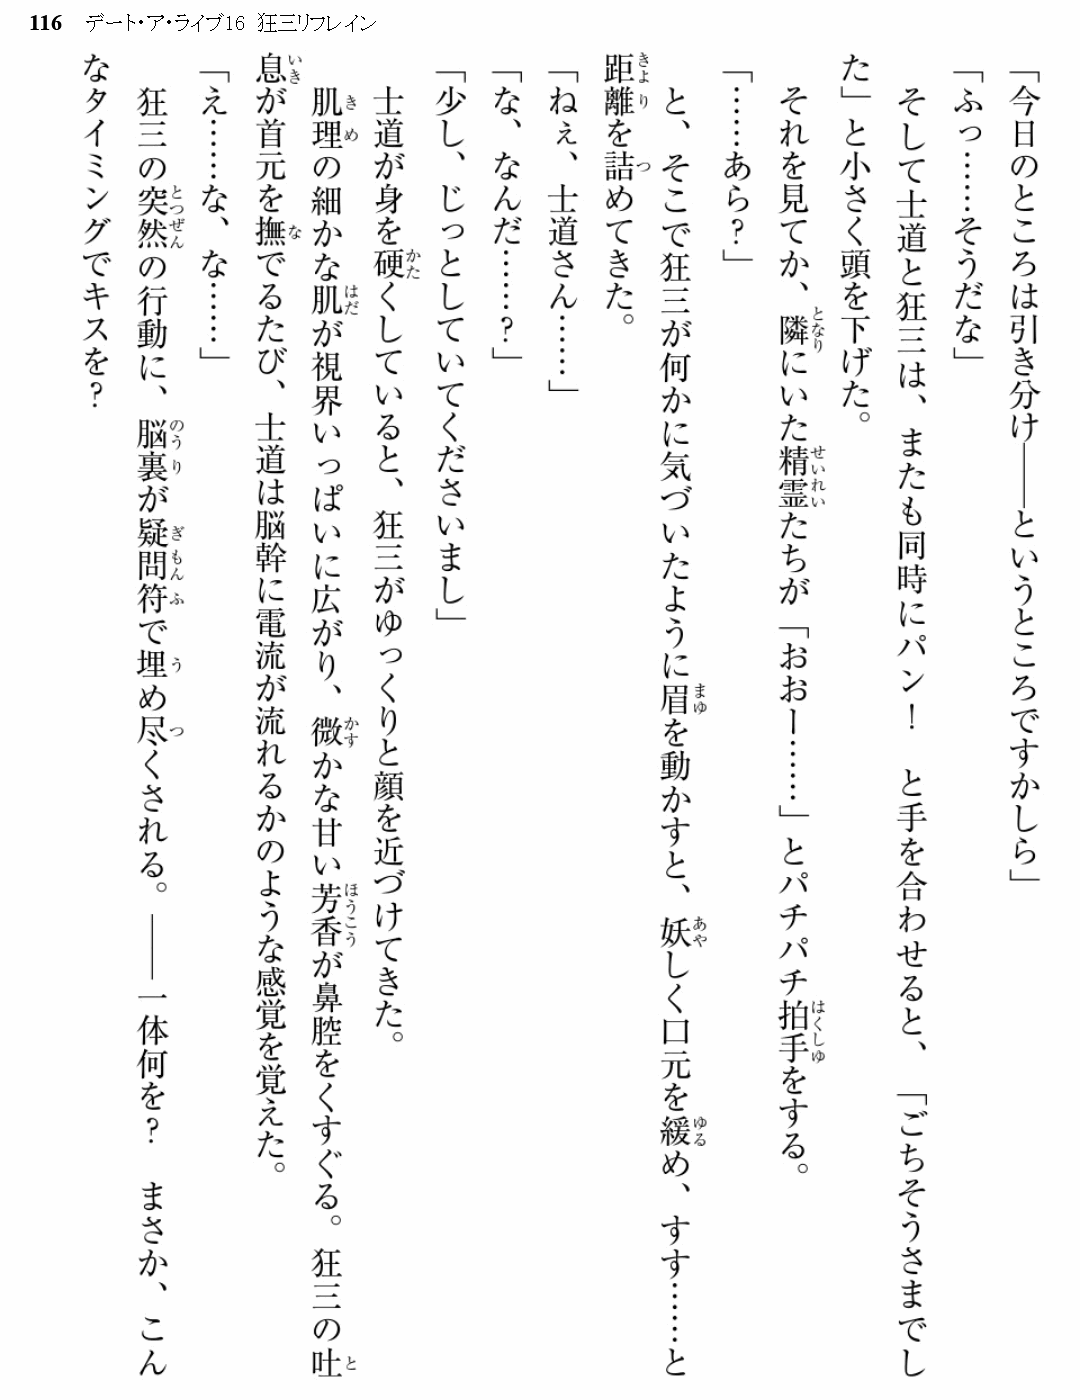 116 デート・ア・ライブ16 狂三リフレイン
「今日のところは引き分け――というところですかしら」
「ふっ……そうだな」
　そして士道と狂三は、またも同時にパン！　と手を合わせると、「ごちそうさまでし
た」と小さく頭を下げた。
　それを見てか、隣にいた精霊たちが「おおー……」とパチパチ拍手をする。
「……あら？」
　と、そこで狂三が何かに気づいたように眉を動かすと、妖しく口元を緩め、すす……と
距離を詰めてきた。
「ねぇ、士道さん……」
「な、なんだ……？」
「少し、じっとしていてくださいまし」
　士道が身を硬くしていると、狂三がゆっくりと顔を近づけてきた。
　肌理の細かな肌が視界いっぱいに広がり、微かな甘い芳香が鼻腔をくすぐる。狂三の吐
息が首元を撫でるたび、士道は脳幹に電流が流れるかのような感覚を覚えた。
「え……な、な……」
　狂三の突然の行動に、脳裏が疑問符で埋め尽くされる。――一体何を？　まさか、こん
なタイミングでキスを？